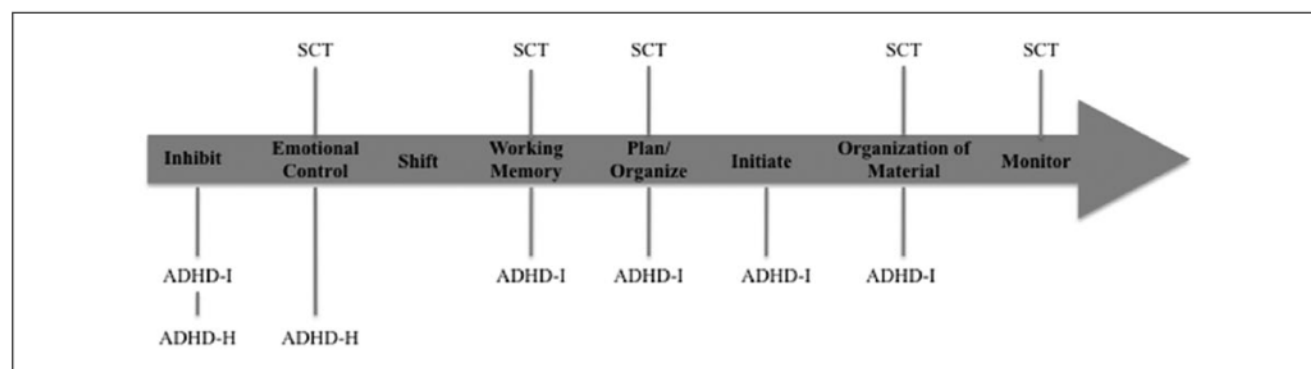 SCT SCT SCT SCT SCT
Inhibit
Emotional
Control
Shift
Working
Memory
Plan/
Organize
Initiate
Organization of
Material
Monitor
ADHD-I ADHD-I ADHD-I ADHD-I ADHD-I
ADHD-H ADHD-H